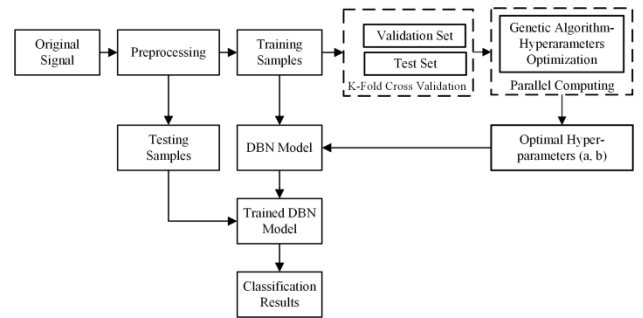 Original
Signal
Preprocessing
Training
Samples
Validation Set
Test Set
K-Fold Cross Validation
Genetic Algorithm-
Hyperarameters
Optimization
Parallel Computing
Testing
Samples
DBN Model
Optimal Hyper-
parameters (a, b)
Trained DBN
Model
Classification
Results